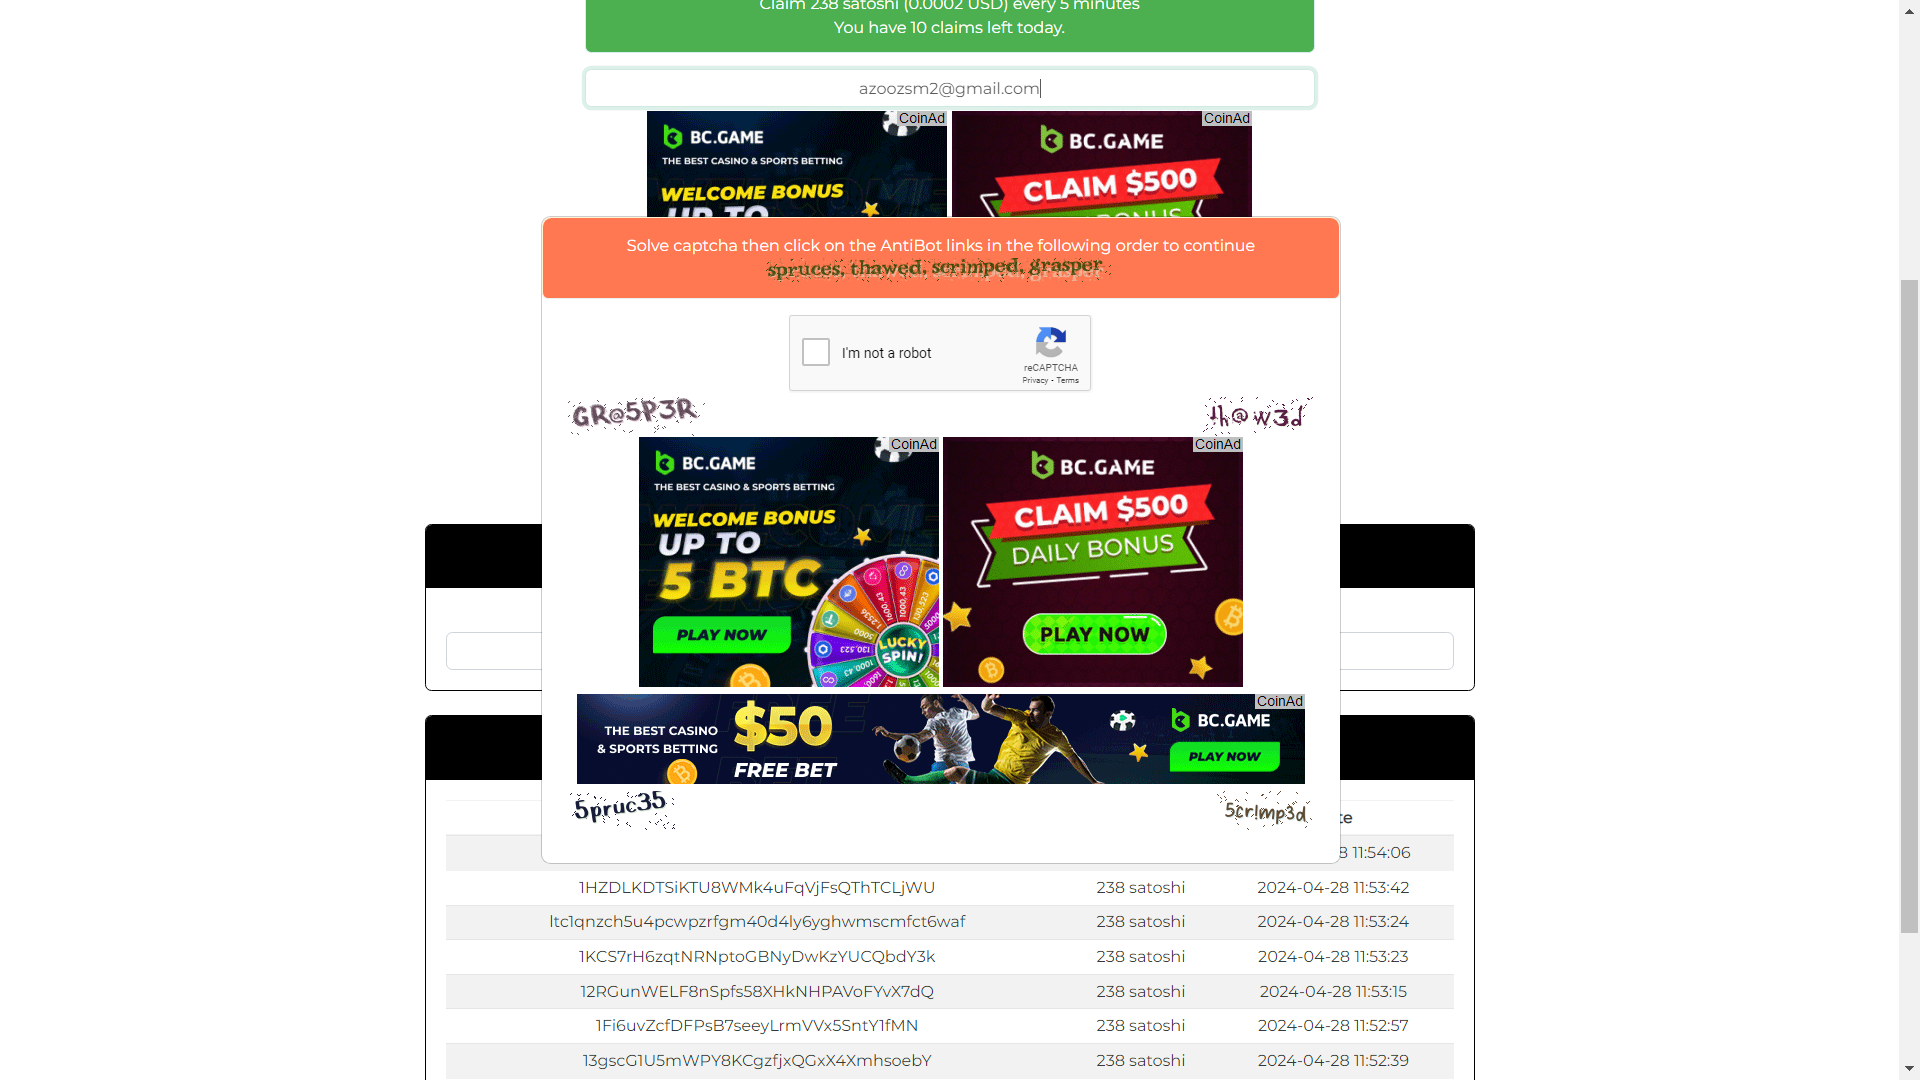 Claim 238 satoshi (0.0002 USD) every 5 minutes
You have 10 claims left today.
azoozsm2@gmail.com
CoinAd
BC.GAME
THE BEST CASINO & SPORTS BETTING
WELCOME BONUS
UP TO
CoinAd
BC.GAME
CLAIM $500
Solve captcha then click on the AntiBot links in the following order to continue
spruces, thawed, scrimped, grasper
I'm not a robot
reCAPTCHA
Privacy - Terms
GR@5P3R
th@w3d
CoinAd
BC.GAME
THE BEST CASINO & SPORTS BETTING
WELCOME BONUS
UP TO
5 BTC
PLAY NOW
LUCKY
SPIN!
CoinAd
BC.GAME
CLAIM $500
DAILY BONUS
PLAY NOW
THE BEST CASINO
& SPORTS BETTING
$50
FREE BET
CoinAd
BC.GAME
PLAY NOW
5pruc35
5cr!mp3d
te
8 11:54:06
1HZDLKDTSiKTU8WMk4uFqVjFsQThTCLjWU 238 satoshi 2024-04-28 11:53:42
ltc1qnzch5u4pcwpzrfgm40d4ly6yghwmscmfct6waf 238 satoshi 2024-04-28 11:53:24
1KCS7rH6zqtNRNptoGBNyDwKzYUCQbdY3k 238 satoshi 2024-04-28 11:53:23
12RGunWELF8nSpfs58XHkNHPAVoFYvX7dQ 238 satoshi 2024-04-28 11:53:15
1Fi6uvZcfDFPsB7seeyLrmVVx5SntY1fMN 238 satoshi 2024-04-28 11:52:57
13gscG1U5mWPY8KCgzfjxQGxX4XmhsoebY 238 satoshi 2024-04-28 11:52:39